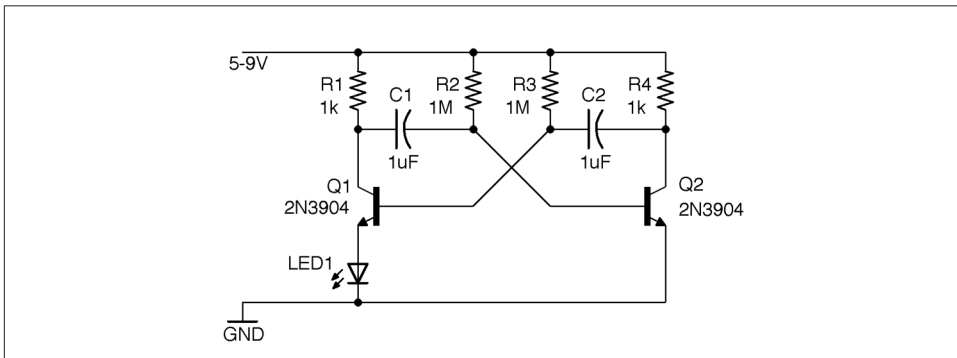 5-9V
R1
1k
C1
1uF
R2
1M
R3
1M
C2
1uF
R4
1k
Q1
2N3904
Q2
2N3904
LED1
GND